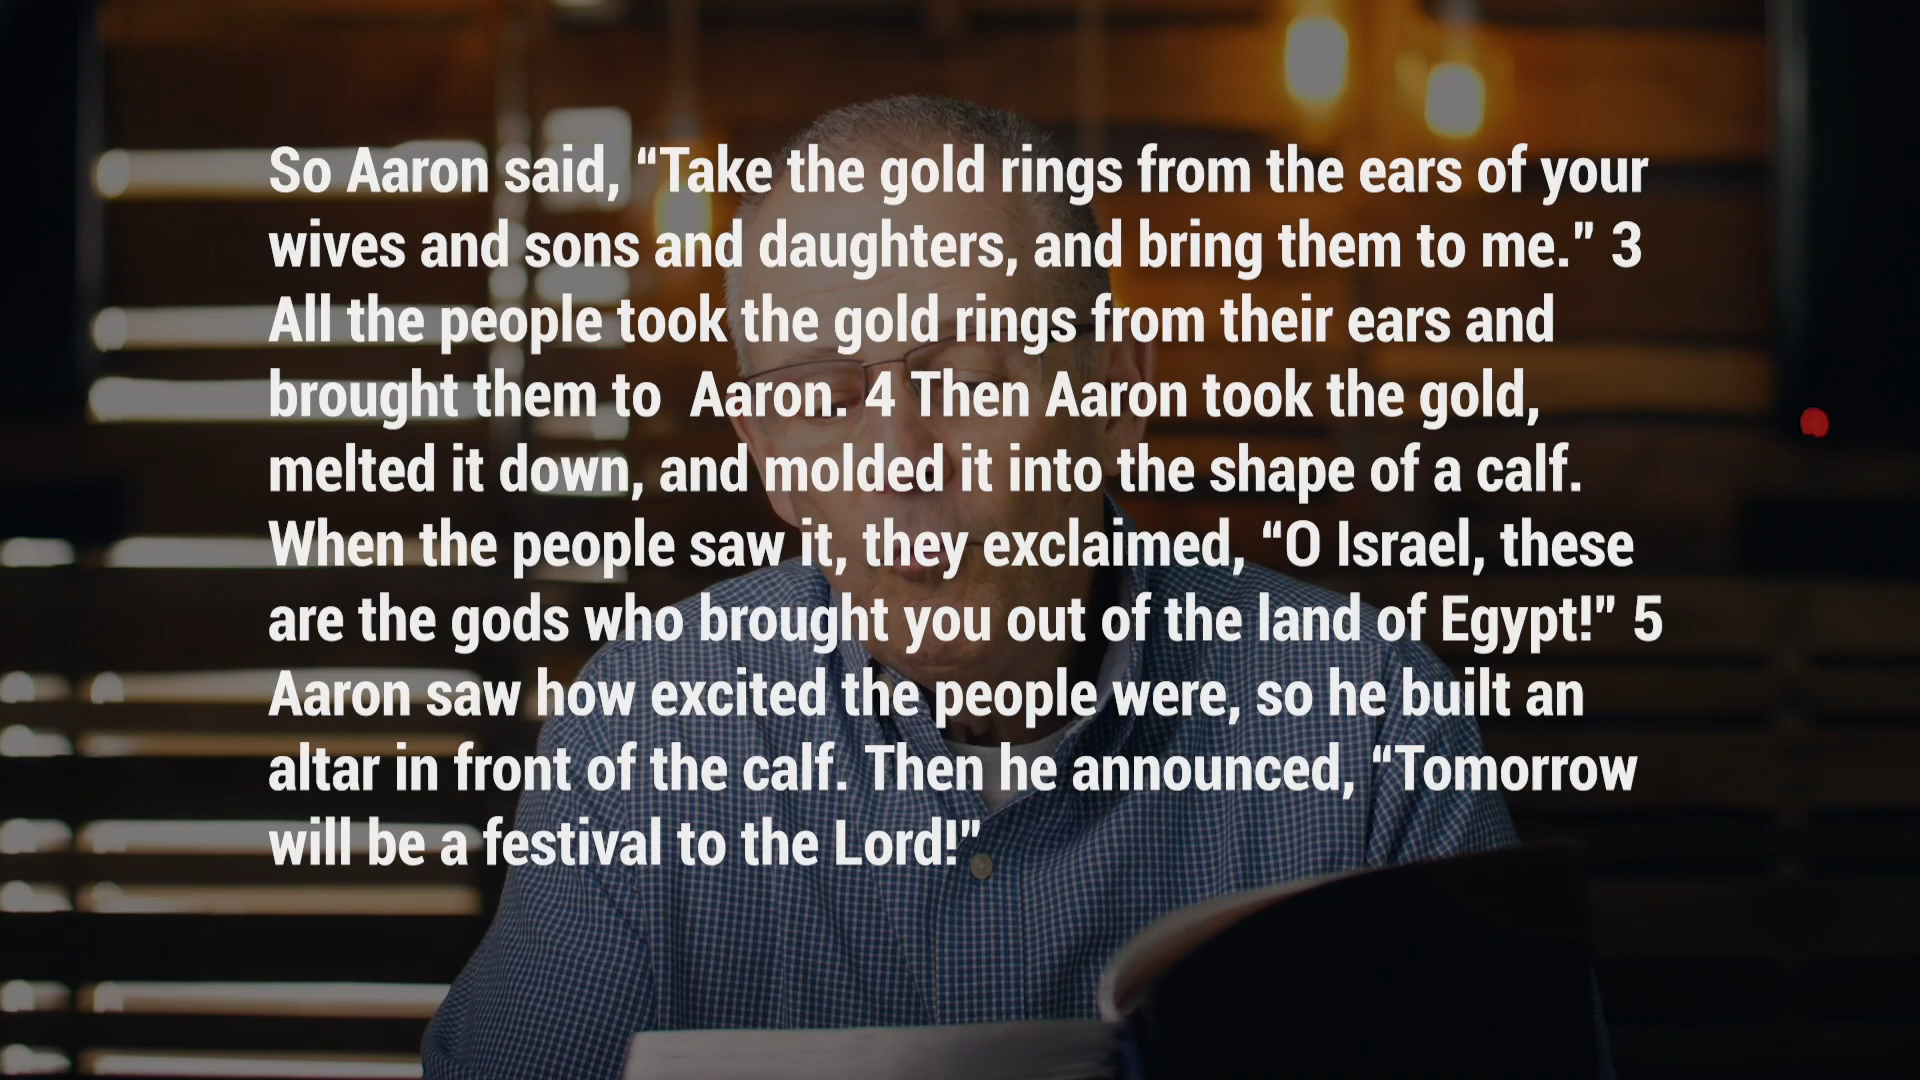 So Aaron said, “Take the gold rings from the ears of your
wives and sons and daughters, and bring them to me.” 3
All the people took the gold rings from their ears and
brought them to  Aaron. 4 Then Aaron took the gold,
melted it down, and molded it into the shape of a calf.
When the people saw it, they exclaimed, “O Israel, these
are the gods who brought you out of the land of Egypt!” 5
Aaron saw how excited the people were, so he built an
altar in front of the calf. Then he announced, “Tomorrow
will be a festival to the Lord!”